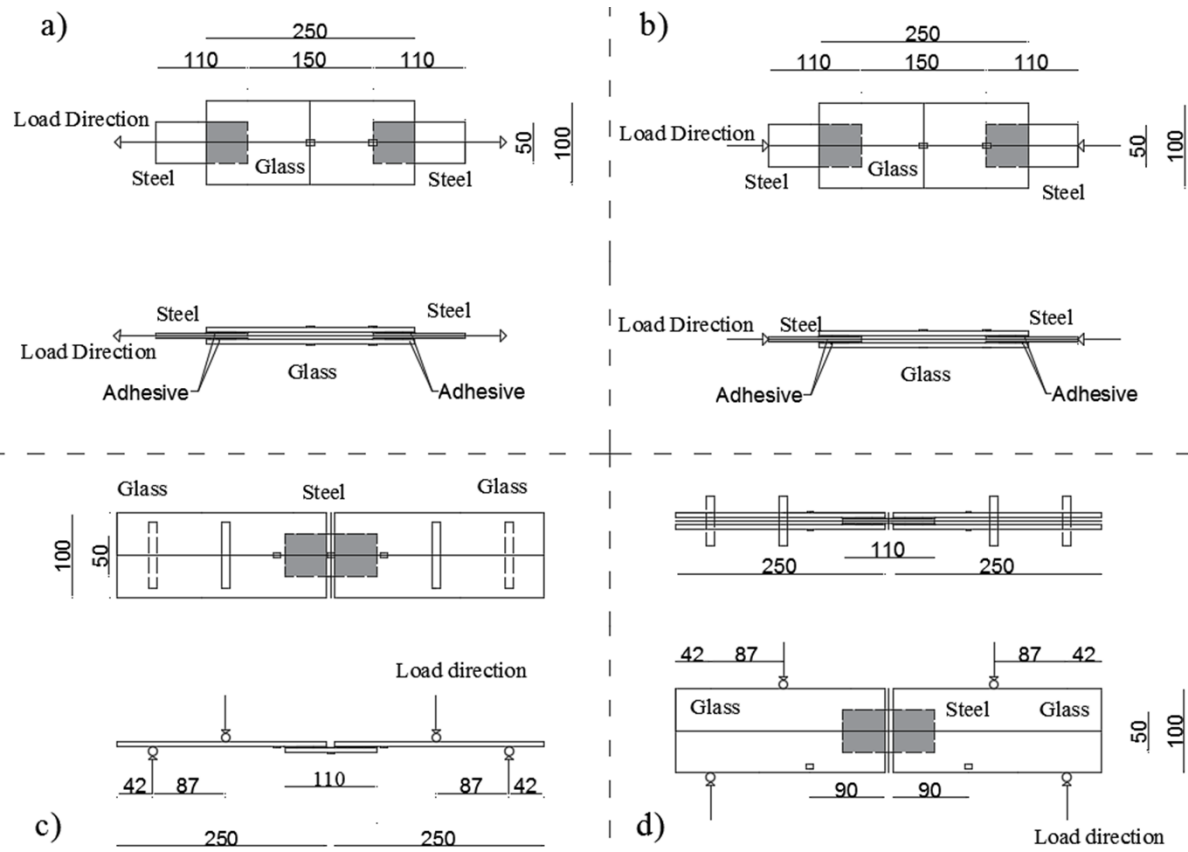 a)
250
110 150 110
Load Direction
Steel
Glass
Steel
50
100
Steel
Steel
Load Direction
Glass
Adhesive
Adhesive
b)
250
110 150 110
Load Direction
Steel
Glass
Steel
50
100
Load Direction
Steel
Steel
Glass
Adhesive
Adhesive
Glass
Steel
Glass
100
50
Load direction
42 87
110
87 42
c)
250
250
110
250
250
42 87
87 42
Glass
Steel
Glass
50
100
90 90
d)
Load direction